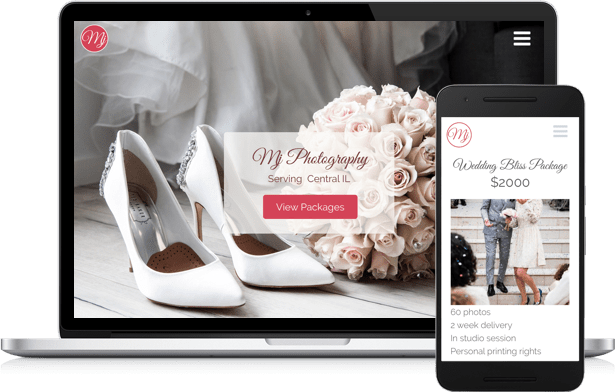 Mj
Mj Photography
Serving Central IL
View Packages
Mj
Wedding Bliss Package
$2000
60 photos
2 week delivery
In studio session
Personal printing rights